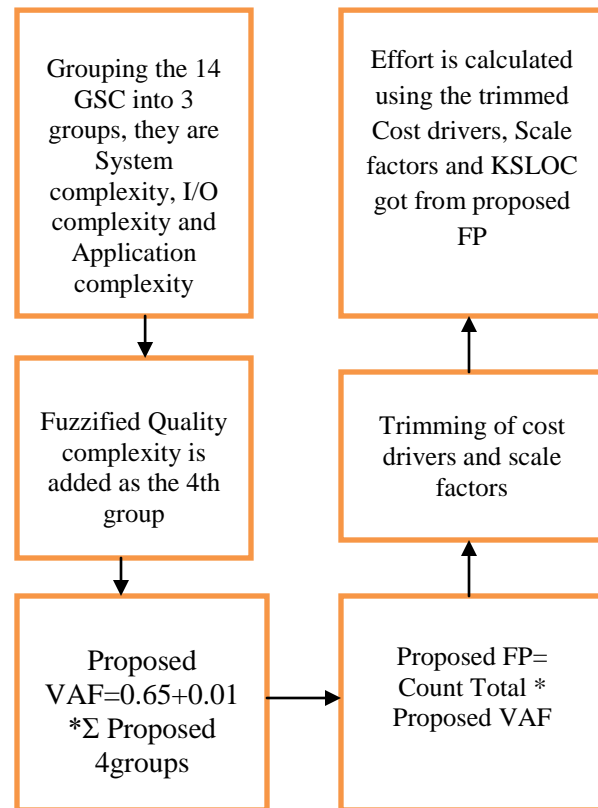 Grouping the 14
GSC into 3
groups, they are
System
complexity, I/O
complexity and
Application
complexity
Fuzzified Quality
complexity is
added as the 4th
group
Proposed
VAF=0.65+0.01
*Σ Proposed
4groups
Proposed FP=
Count Total *
Proposed VAF
Trimming of cost
drivers and scale
factors
Effort is calculated
using the trimmed
Cost drivers, Scale
factors and KSLOC
got from proposed
FP